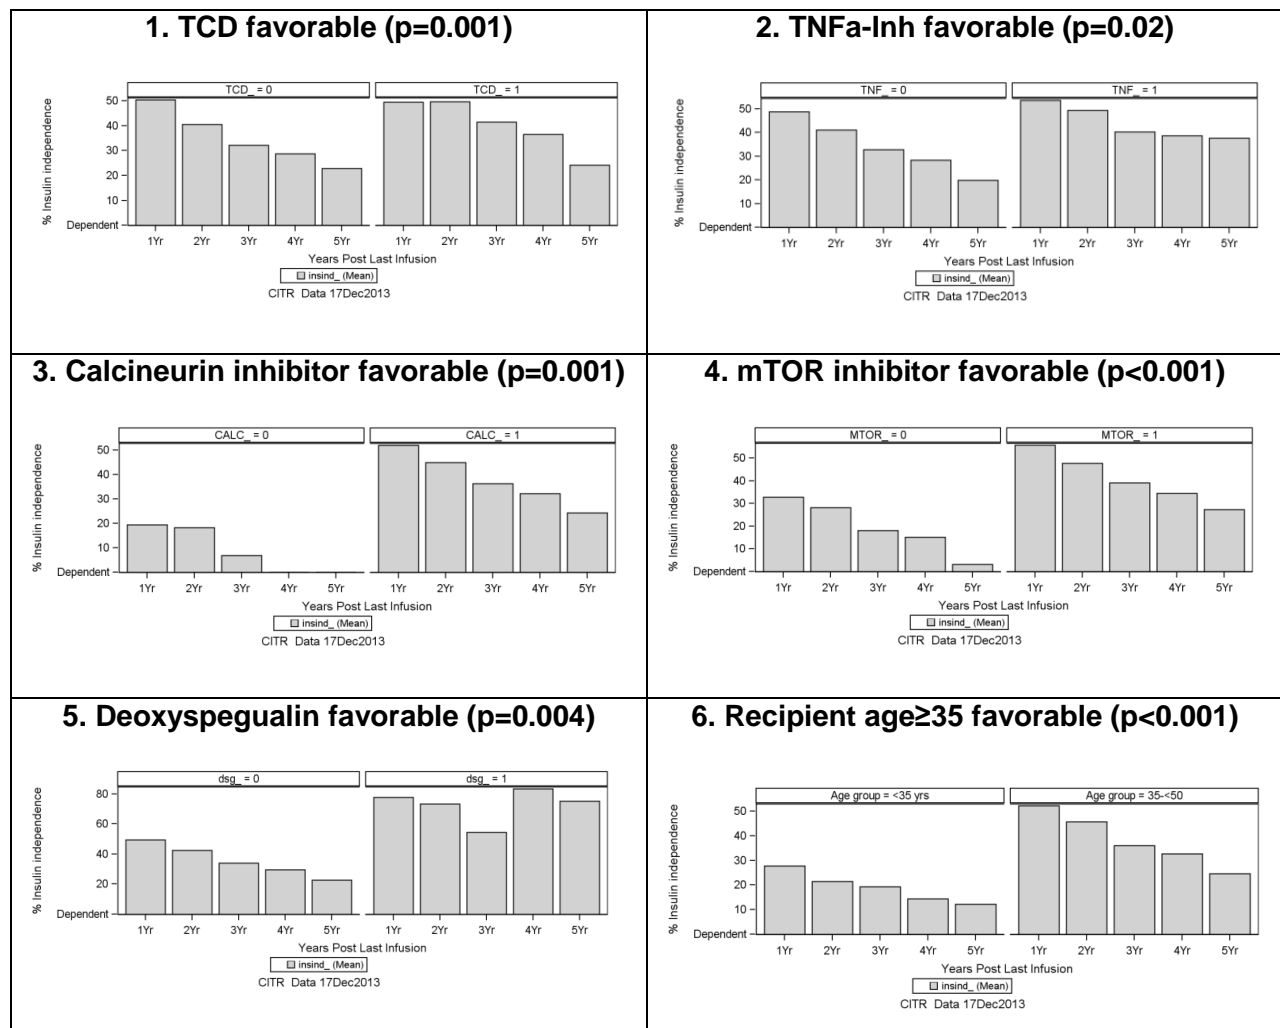 1. TCD favorable (p=0.001)
TCD_ = 0
TCD_ = 1
% Insulin independence
50
40
30
20
10
Dependent
1Yr 2Yr 3Yr 4Yr 5Yr 1Yr 2Yr 3Yr 4Yr 5Yr
Years Post Last Infusion
insind_ (Mean)
CITR Data 17Dec2013
2. TNFa-Inh favorable (p=0.02)
TNF_ = 0
TNF_ = 1
% Insulin independence
50
40
30
20
10
Dependent
1Yr 2Yr 3Yr 4Yr 5Yr 1Yr 2Yr 3Yr 4Yr 5Yr
Years Post Last Infusion
insind_ (Mean)
CITR Data 17Dec2013
3. Calcineurin inhibitor favorable (p=0.001)
CALC_ = 0
CALC_ = 1
% Insulin independence
50
40
30
20
10
Dependent
1Yr 2Yr 3Yr 4Yr 5Yr 1Yr 2Yr 3Yr 4Yr 5Yr
Years Post Last Infusion
insind_ (Mean)
CITR Data 17Dec2013
4. mTOR inhibitor favorable (p<0.001)
MTOR_ = 0
MTOR_ = 1
% Insulin independence
50
40
30
20
10
Dependent
1Yr 2Yr 3Yr 4Yr 5Yr 1Yr 2Yr 3Yr 4Yr 5Yr
Years Post Last Infusion
insind_ (Mean)
CITR Data 17Dec2013
5. Deoxyspegualin favorable (p=0.004)
dsg_ = 0
dsg_ = 1
% Insulin independence
80
60
40
20
Dependent
1Yr 2Yr 3Yr 4Yr 5Yr 1Yr 2Yr 3Yr 4Yr 5Yr
Years Post Last Infusion
insind_ (Mean)
CITR Data 17Dec2013
6. Recipient age≥35 favorable (p<0.001)
Age group = <35 yrs
Age group = 35-<50
% Insulin independence
50
40
30
20
10
Dependent
1Yr 2Yr 3Yr 4Yr 5Yr 1Yr 2Yr 3Yr 4Yr 5Yr
Years Post Last Infusion
insind_ (Mean)
CITR Data 17Dec2013